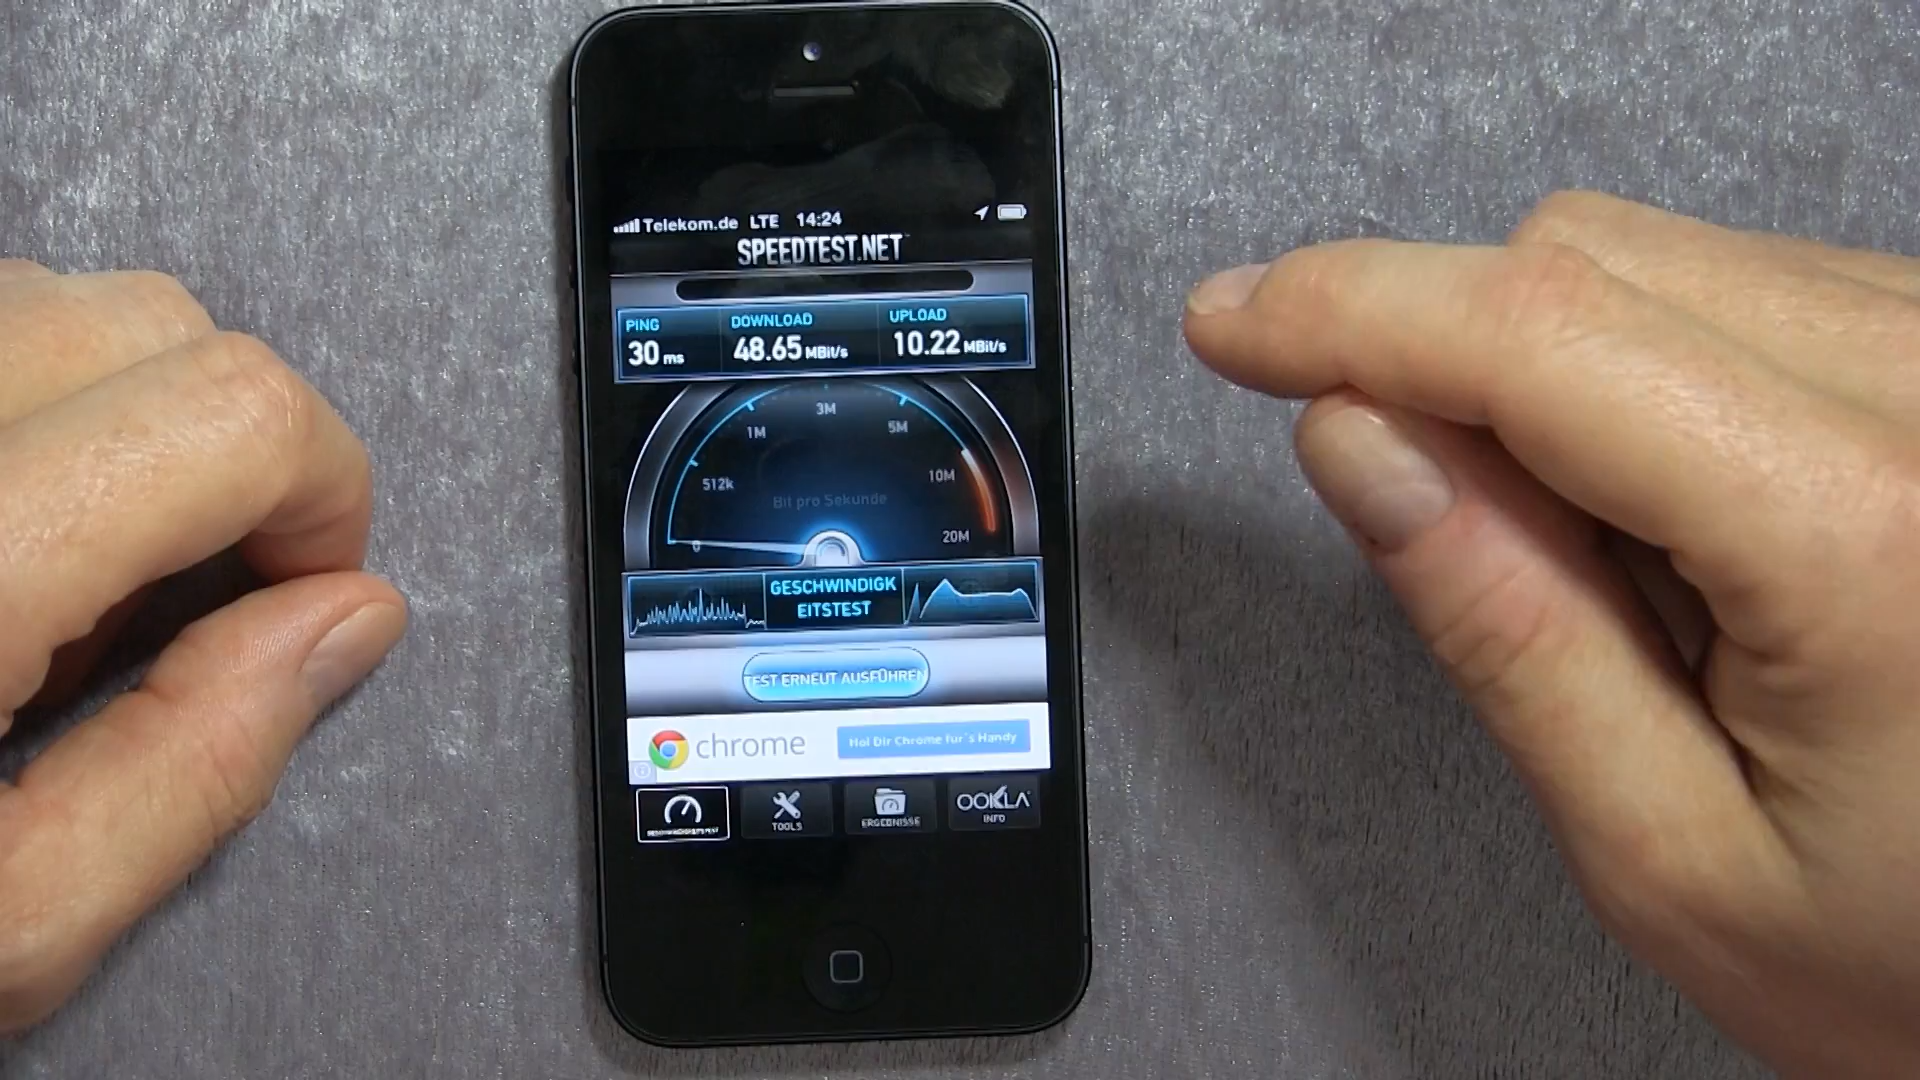 Telekom.de LTE 14:24
SPEEDTEST.NET
PING DOWNLOAD UPLOAD
30 ms 48.65 MBit/s 10.22 MBit/s
3M
1M 5M
512k 10M
Bit pro Sekunde
0 20M
GESCHWINDIGK
EITSTEST
TEST ERNEUT AUSFÜHREN
chrome Hol Dir Chrome für's Handy
GESCHWINDIGKEITSTEST TOOLS ERGEBNISSE OOKLA INFO